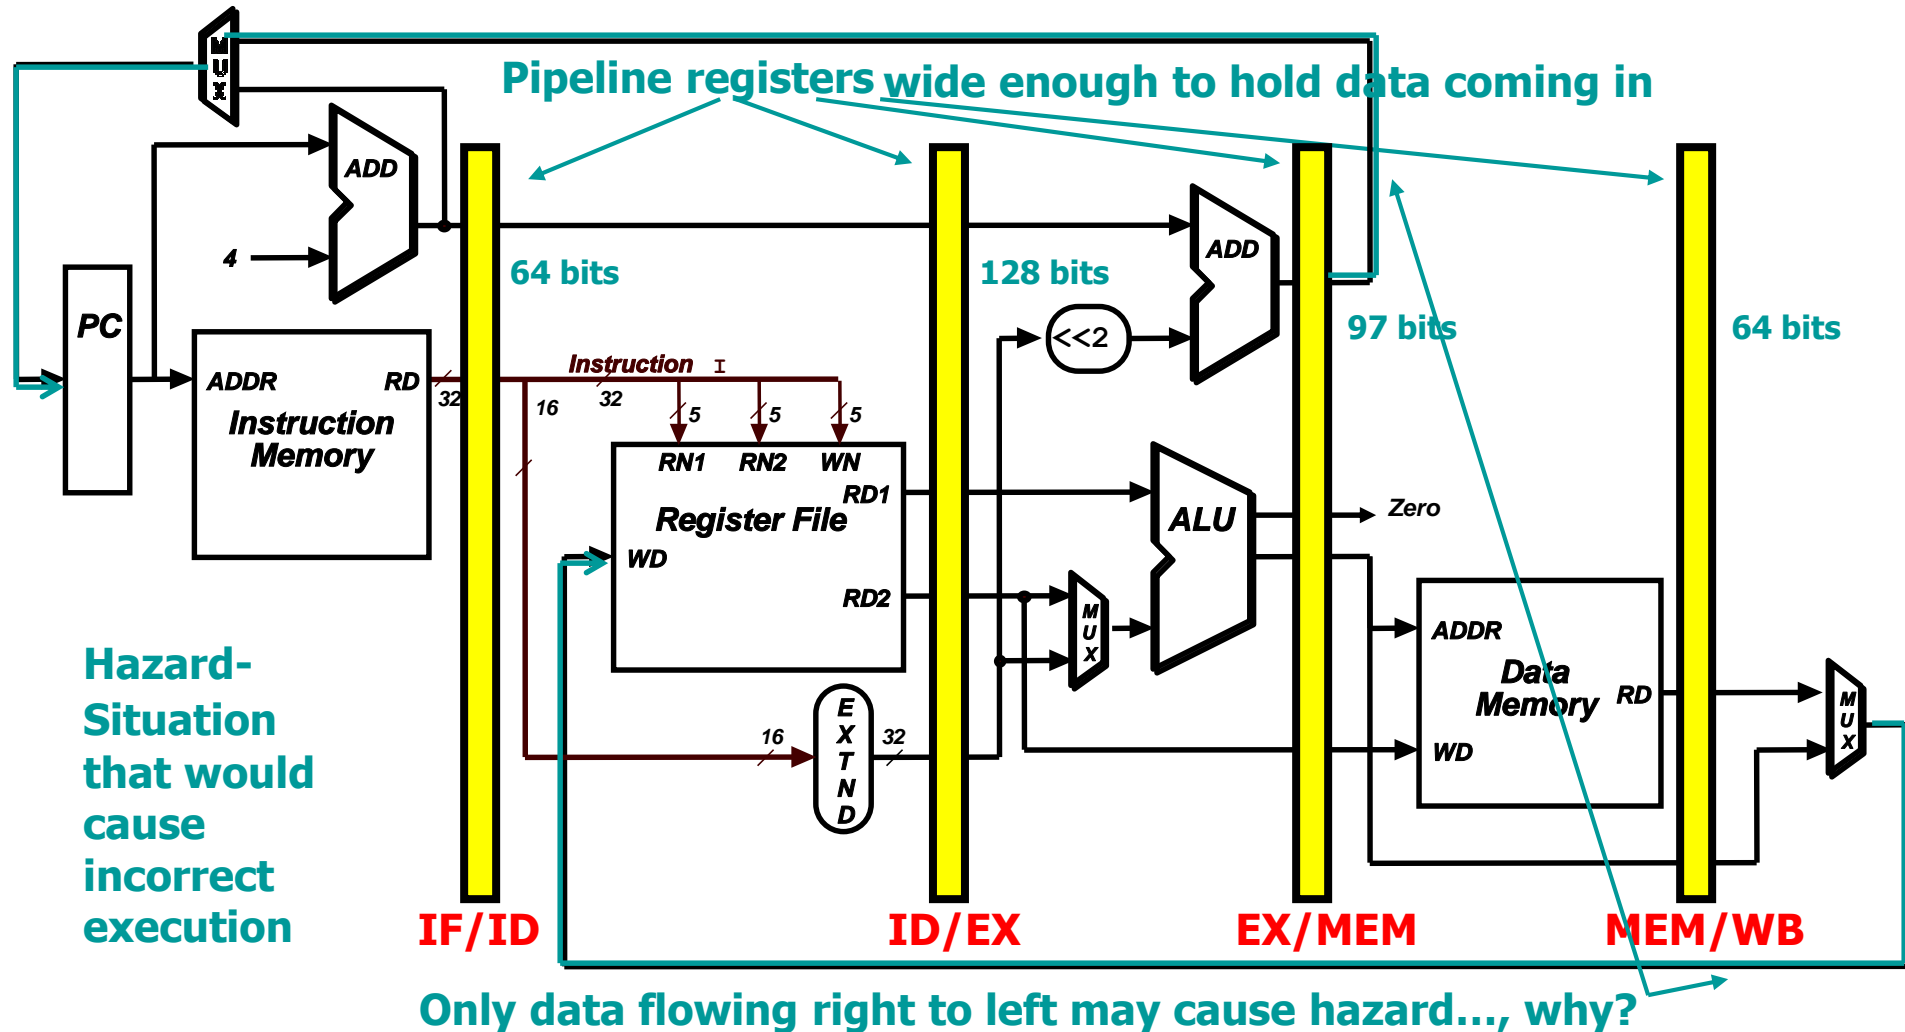 MUX
Pipeline registers wide enough to hold data coming in
ADD
4
64 bits
128 bits
ADD
97 bits
64 bits
PC
<<2
ADDR
RD
32
Instruction
Memory
Instruction I
16
32
5
5
5
RN1
RN2
WN
RD1
Register File
WD
RD2
ALU
Zero
MUX
ADDR
Data
Memory
RD
WD
MUX
16
EXTND
32
Hazard-
Situation
that would
cause
incorrect
execution
IF/ID
ID/EX
EX/MEM
MEM/WB
Only data flowing right to left may cause hazard..., why?